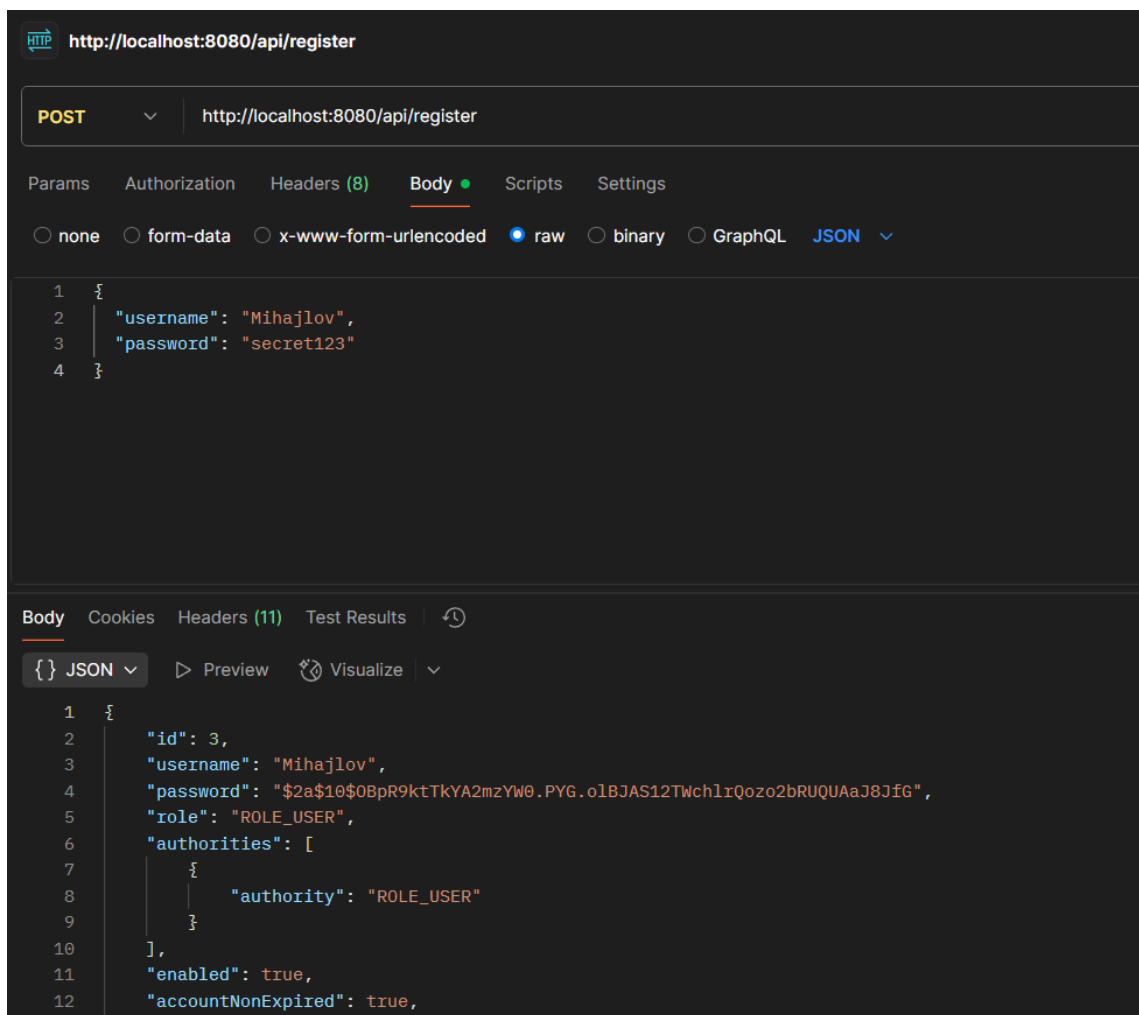 HTTP http://localhost:8080/api/register
POST http://localhost:8080/api/register
Params Authorization Headers (8) Body Scripts Settings
none form-data x-www-form-urlencoded raw binary GraphQL JSON
1 {
2 "username": "Mihajlov",
3 "password": "secret123"
4 }
Body Cookies Headers (11) Test Results
{} JSON Preview Visualize
1 {
2 "id": 3,
3 "username": "Mihajlov",
4 "password": "$2a$10$OBpR9ktTkYA2mzYW0.PYG.olBJAS12TWchlrQozo2bRUQUAaJ8JfG",
5 "role": "ROLE_USER",
6 "authorities": [
7 {
8 "authority": "ROLE_USER"
9 }
10 ],
11 "enabled": true,
12 "accountNonExpired": true,